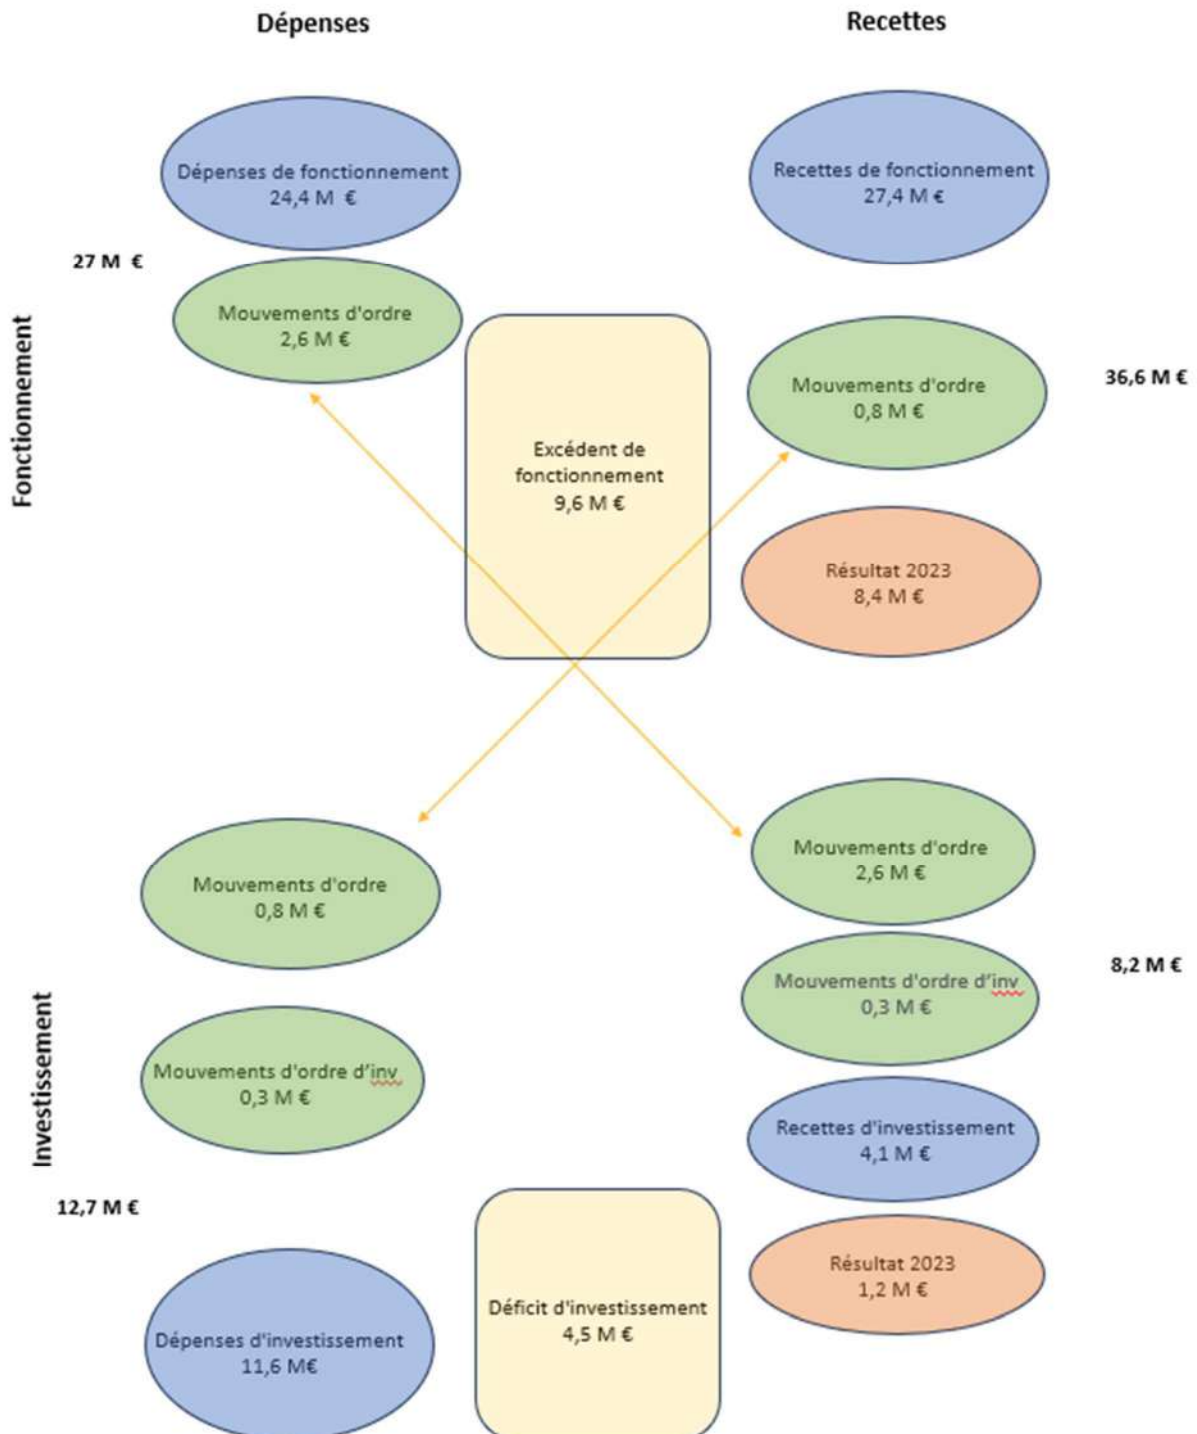 Dépenses
Recettes
Fonctionnement
Dépenses de fonctionnement
24,4 M €
27 M €
Mouvements d'ordre
2,6 M €
Excédent de
fonctionnement
9,6 M €
Recettes de fonctionnement
27,4 M €
Mouvements d'ordre
0,8 M €
36,6 M €
Résultat 2023
8,4 M €
Investissement
Mouvements d'ordre
0,8 M €
Mouvements d'ordre d'inv
0,3 M €
12,7 M €
Dépenses d'investissement
11,6 M€
Déficit d'investissement
4,5 M €
Mouvements d'ordre
2,6 M €
Mouvements d'ordre d'inv
0,3 M €
8,2 M €
Recettes d'investissement
4,1 M €
Résultat 2023
1,2 M €